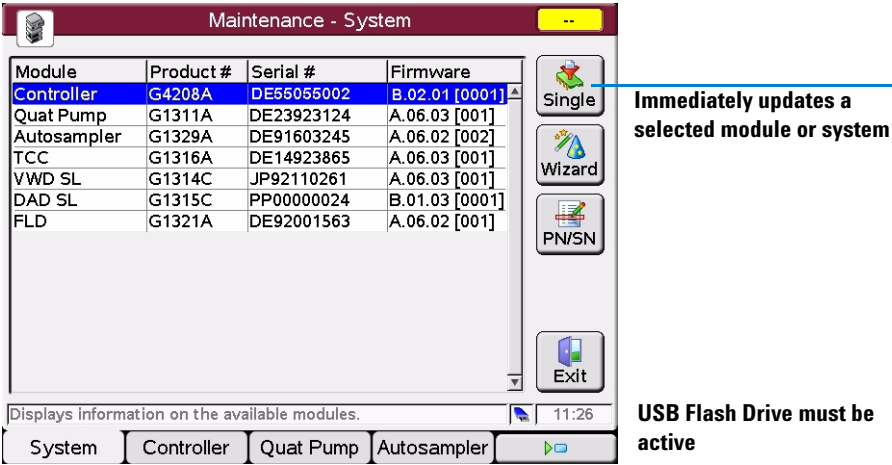 Maintenance - System
--
Module Product # Serial # Firmware
Controller G4208A DE55055002 B.02.01 [0001]
Quat Pump G1311A DE23923124 A.06.03 [001]
Autosampler G1329A DE91603245 A.06.02 [002]
TCC G1316A DE14923865 A.06.03 [001]
VWD SL G1314C JP92110261 A.06.03 [001]
DAD SL G1315C PP00000024 B.01.03 [0001]
FLD G1321A DE92001563 A.06.02 [001]
Single
Wizard
PN/SN
Exit
Immediately updates a
selected module or system
Displays information on the available modules.
11:26
USB Flash Drive must be
active
System Controller Quat Pump Autosampler